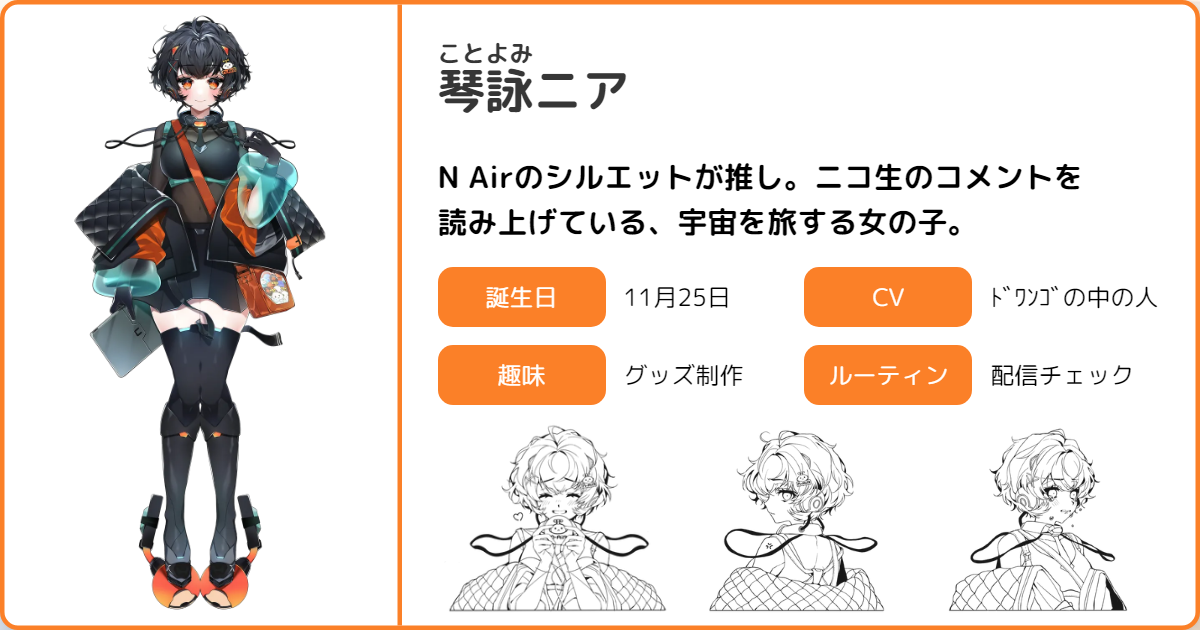 ことよみ
琴詠ニア
N Airのシルエットが推し。ニコ生のコメントを
読み上げている、宇宙を旅する女の子。
誕生日 11月25日 CV ﾄﾞﾜﾝｺﾞの中の人
趣味 グッズ制作 ルーティン 配信チェック